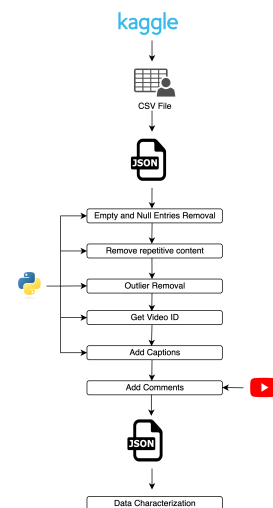 kaggle
CSV File
JSON
Empty and Null Entries Removal
Remove repetitive content
Outlier Removal
Get Video ID
Add Captions
Add Comments
JSON
Data Characterization